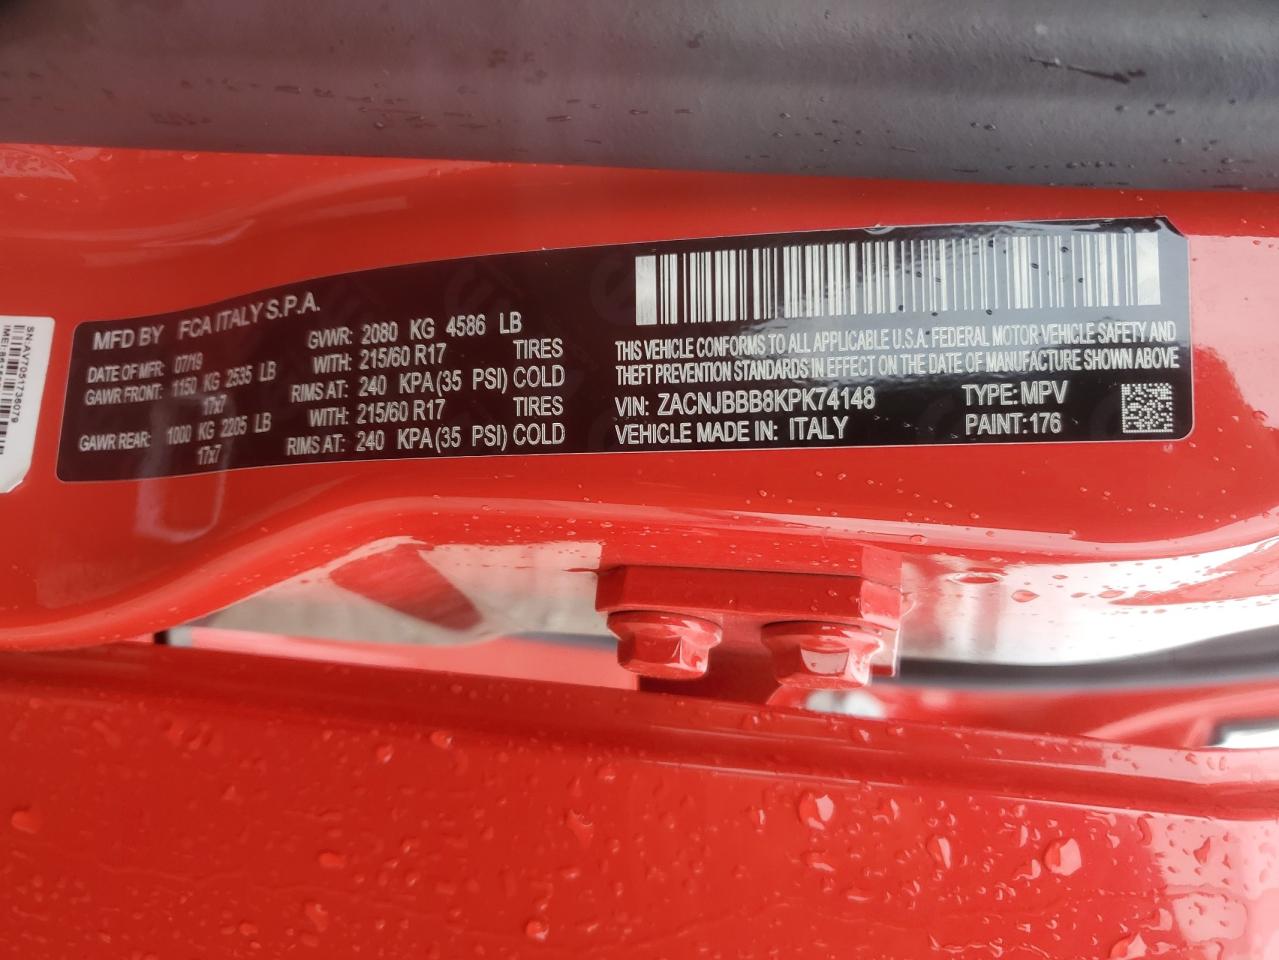 MFD BY FCA ITALY S.P.A.
DATE OF MFR: 07/19 GVWR: 2080 KG 4586 LB
GAWR FRONT: 1150 KG 2535 LB WITH: 215/60 R17 TIRES
17x7 RIMS AT: 240 KPA (35 PSI) COLD
GAWR REAR: 1000 KG 2205 LB WITH: 215/60 R17 TIRES
17x7 RIMS AT: 240 KPA (35 PSI) COLD
THIS VEHICLE CONFORMS TO ALL APPLICABLE U.S.A. FEDERAL MOTOR VEHICLE SAFETY AND
THEFT PREVENTION STANDARDS IN EFFECT ON THE DATE OF MANUFACTURE SHOWN ABOVE
VIN: ZACNJBBB8KPK74148 TYPE: MPV
VEHICLE MADE IN: ITALY PAINT: 176